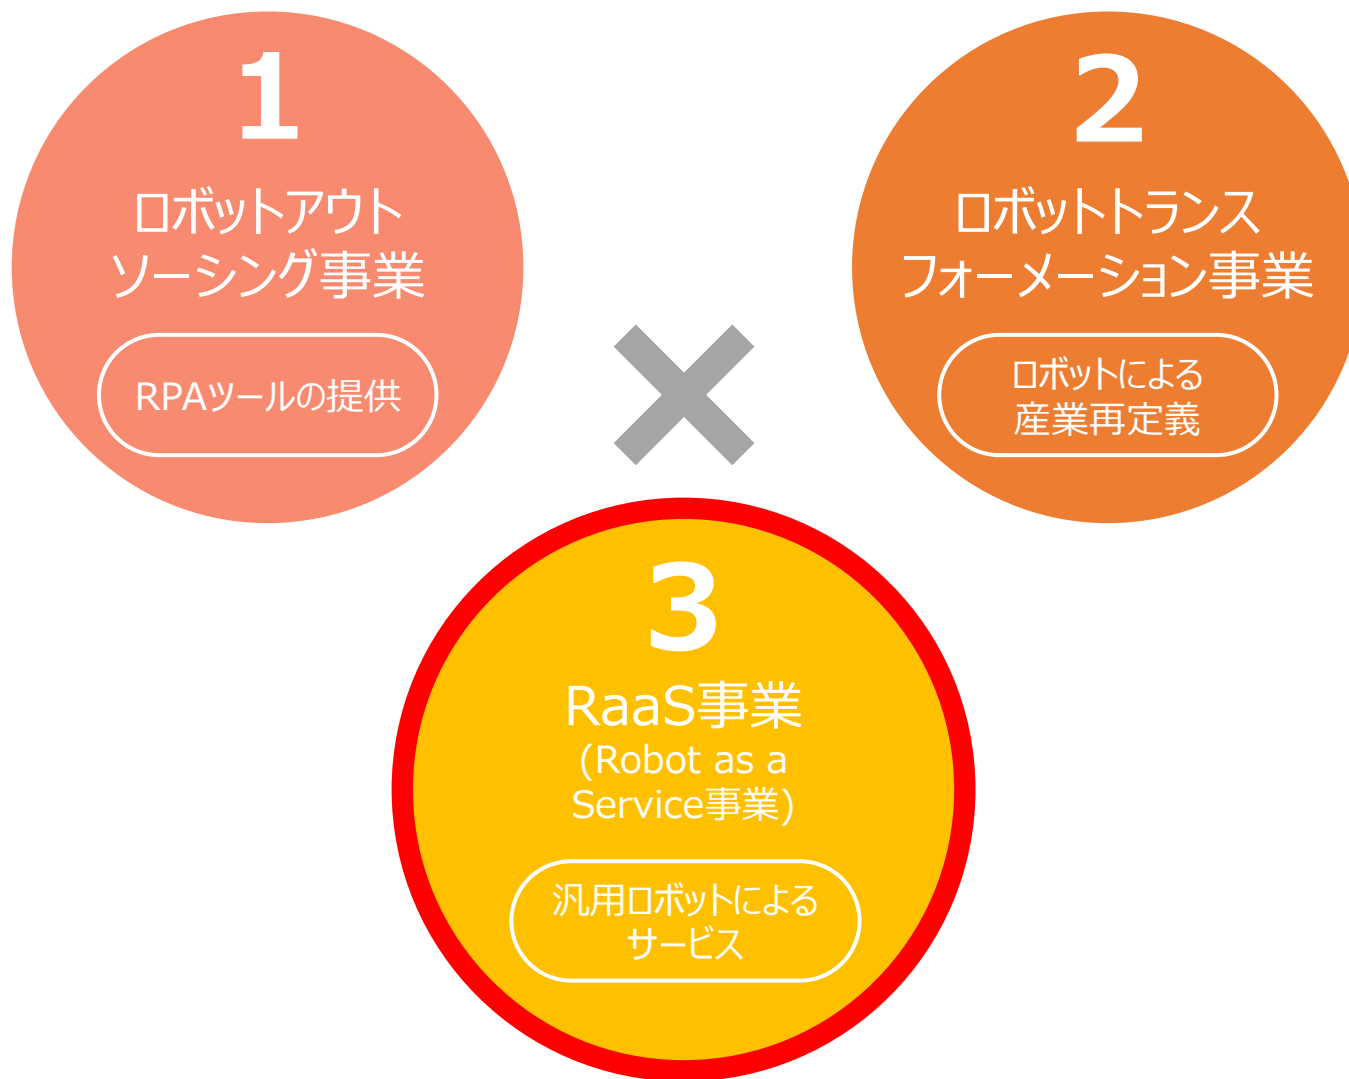 1
ロボットアウト
ソーシング事業
RPAツールの提供
2
ロボットトランス
フォーメーション事業
ロボットによる
産業再定義
3
RaaS事業
(Robot as a
Service事業)
汎用ロボットによる
サービス